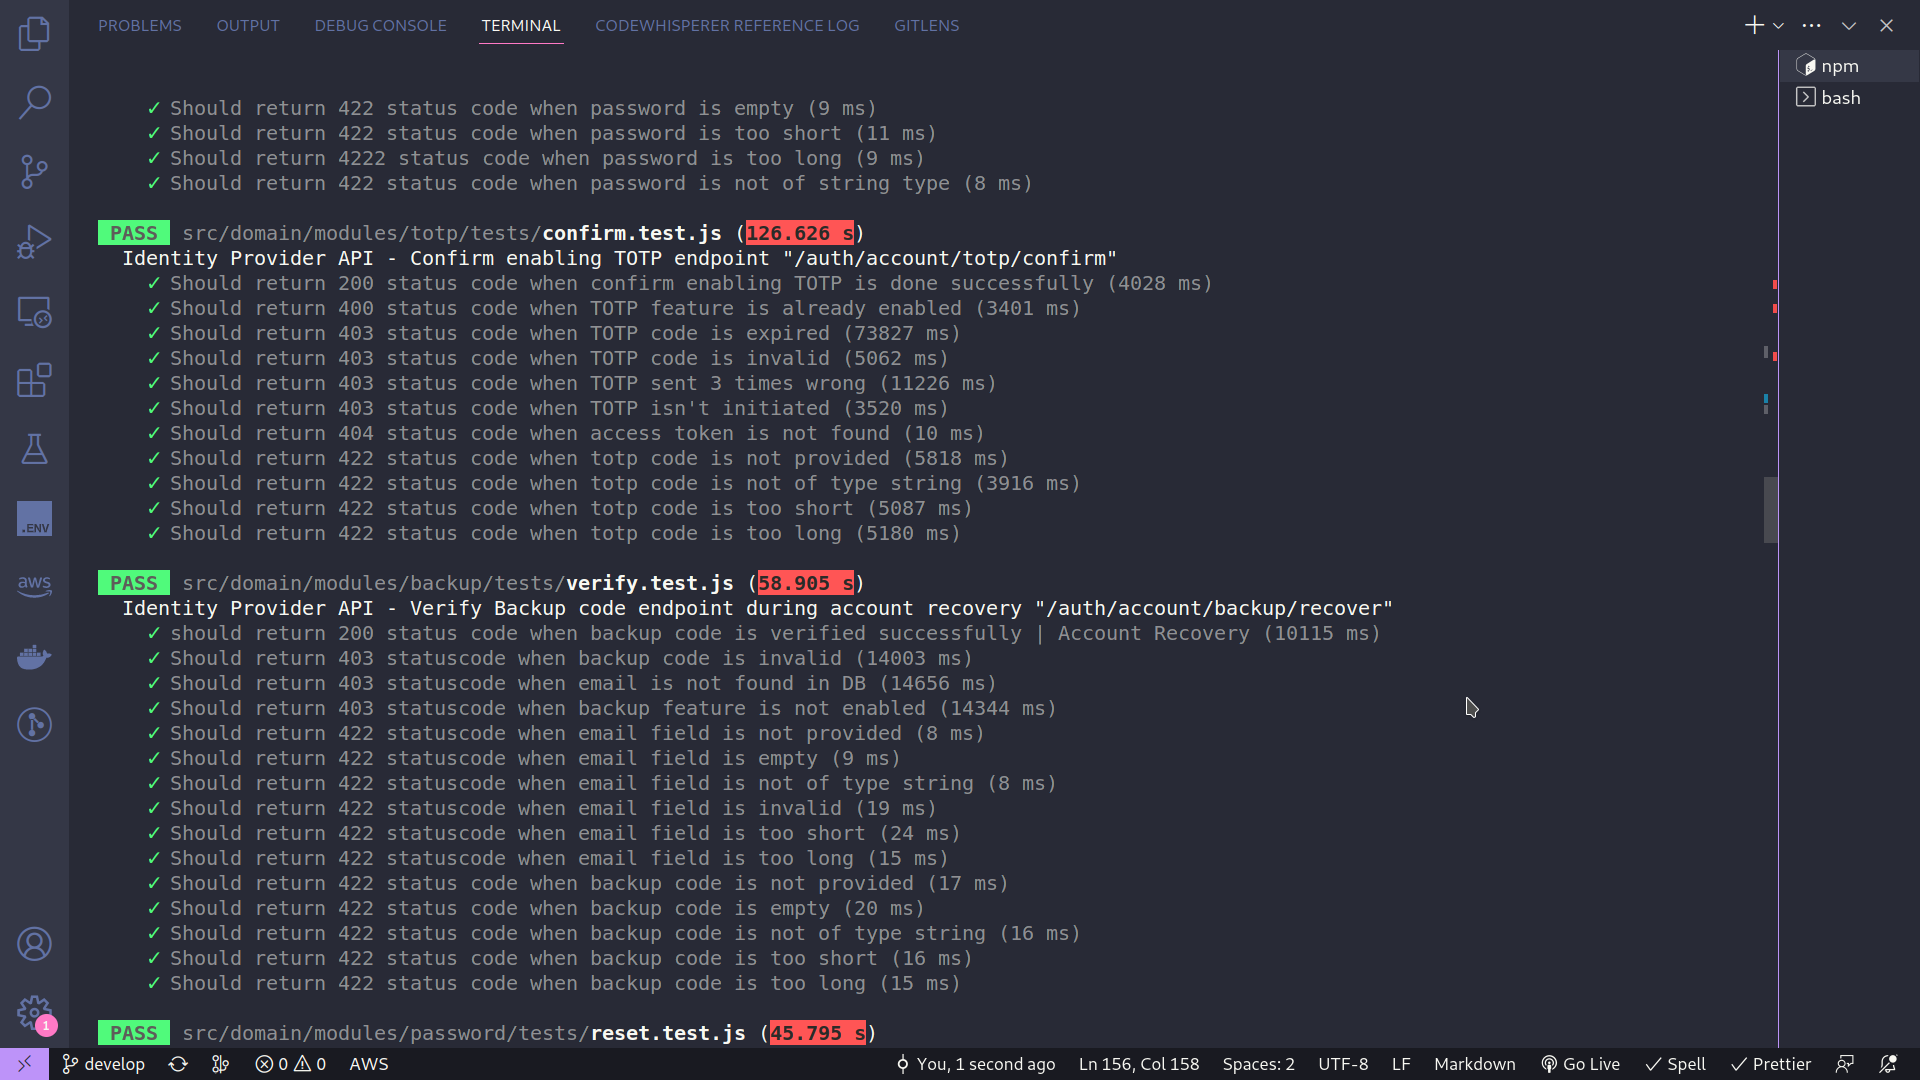 PROBLEMS OUTPUT DEBUG CONSOLE TERMINAL CODEWHISPERER REFERENCE LOG GITLENS
npm
bash
✓ Should return 422 status code when password is empty (9 ms)
✓ Should return 422 status code when password is too short (11 ms)
✓ Should return 4222 status code when password is too long (9 ms)
✓ Should return 422 status code when password is not of string type (8 ms)
PASS src/domain/modules/totp/tests/confirm.test.js (126.626 s)
Identity Provider API - Confirm enabling TOTP endpoint "/auth/account/totp/confirm"
✓ Should return 200 status code when confirm enabling TOTP is done successfully (4028 ms)
✓ Should return 400 status code when TOTP feature is already enabled (3401 ms)
✓ Should return 403 status code when TOTP code is expired (73827 ms)
✓ Should return 403 status code when TOTP code is invalid (5062 ms)
✓ Should return 403 status code when TOTP sent 3 times wrong (11226 ms)
✓ Should return 403 status code when TOTP isn't initiated (3520 ms)
✓ Should return 404 status code when access token is not found (10 ms)
✓ Should return 422 status code when totp code is not provided (5818 ms)
✓ Should return 422 status code when totp code is not of type string (3916 ms)
✓ Should return 422 status code when totp code is too short (5087 ms)
✓ Should return 422 status code when totp code is too long (5180 ms)
PASS src/domain/modules/backup/tests/verify.test.js (58.905 s)
Identity Provider API - Verify Backup code endpoint during account recovery "/auth/account/backup/recover"
✓ should return 200 status code when backup code is verified successfully | Account Recovery (10115 ms)
✓ Should return 403 statuscode when backup code is invalid (14003 ms)
✓ Should return 403 statuscode when email is not found in DB (14656 ms)
✓ Should return 403 statuscode when backup feature is not enabled (14344 ms)
✓ Should return 422 statuscode when email field is not provided (8 ms)
✓ Should return 422 statuscode when email field is empty (9 ms)
✓ Should return 422 statuscode when email field is not of type string (8 ms)
✓ Should return 422 statuscode when email field is invalid (19 ms)
✓ Should return 422 statuscode when email field is too short (24 ms)
✓ Should return 422 statuscode when email field is too long (15 ms)
✓ Should return 422 status code when backup code is not provided (17 ms)
✓ Should return 422 status code when backup code is empty (20 ms)
✓ Should return 422 status code when backup code is not of type string (16 ms)
✓ Should return 422 status code when backup code is too short (16 ms)
✓ Should return 422 status code when backup code is too long (15 ms)
PASS src/domain/modules/password/tests/reset.test.js (45.795 s)
.ENV
aws
1
develop 0 0 AWS You, 1 second ago Ln 156, Col 158 Spaces: 2 UTF-8 LF Markdown Go Live Spell Prettier